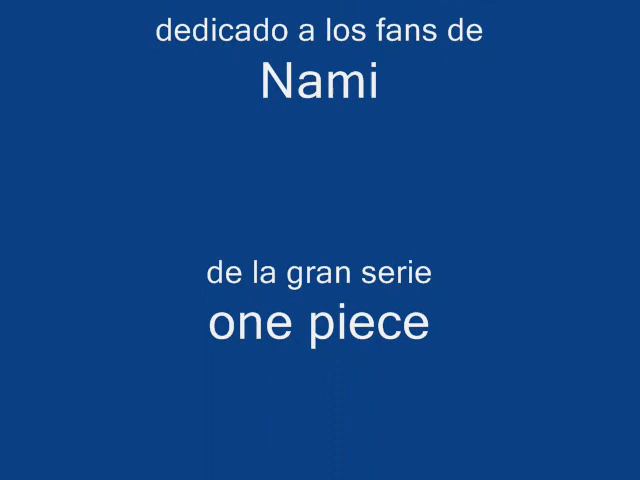 dedicado a los fans de
Nami
de la gran serie
one piece